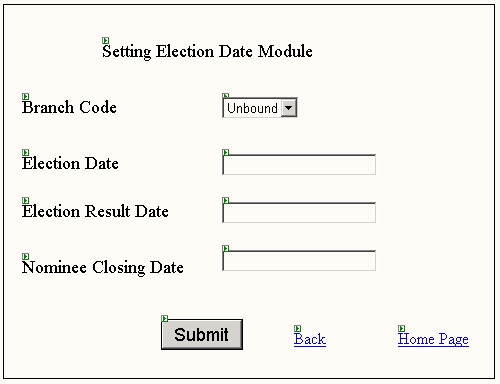 Setting Election Date Module
Branch Code Unbound
Election Date
Election Result Date
Nominee Closing Date
Submit Back Home Page